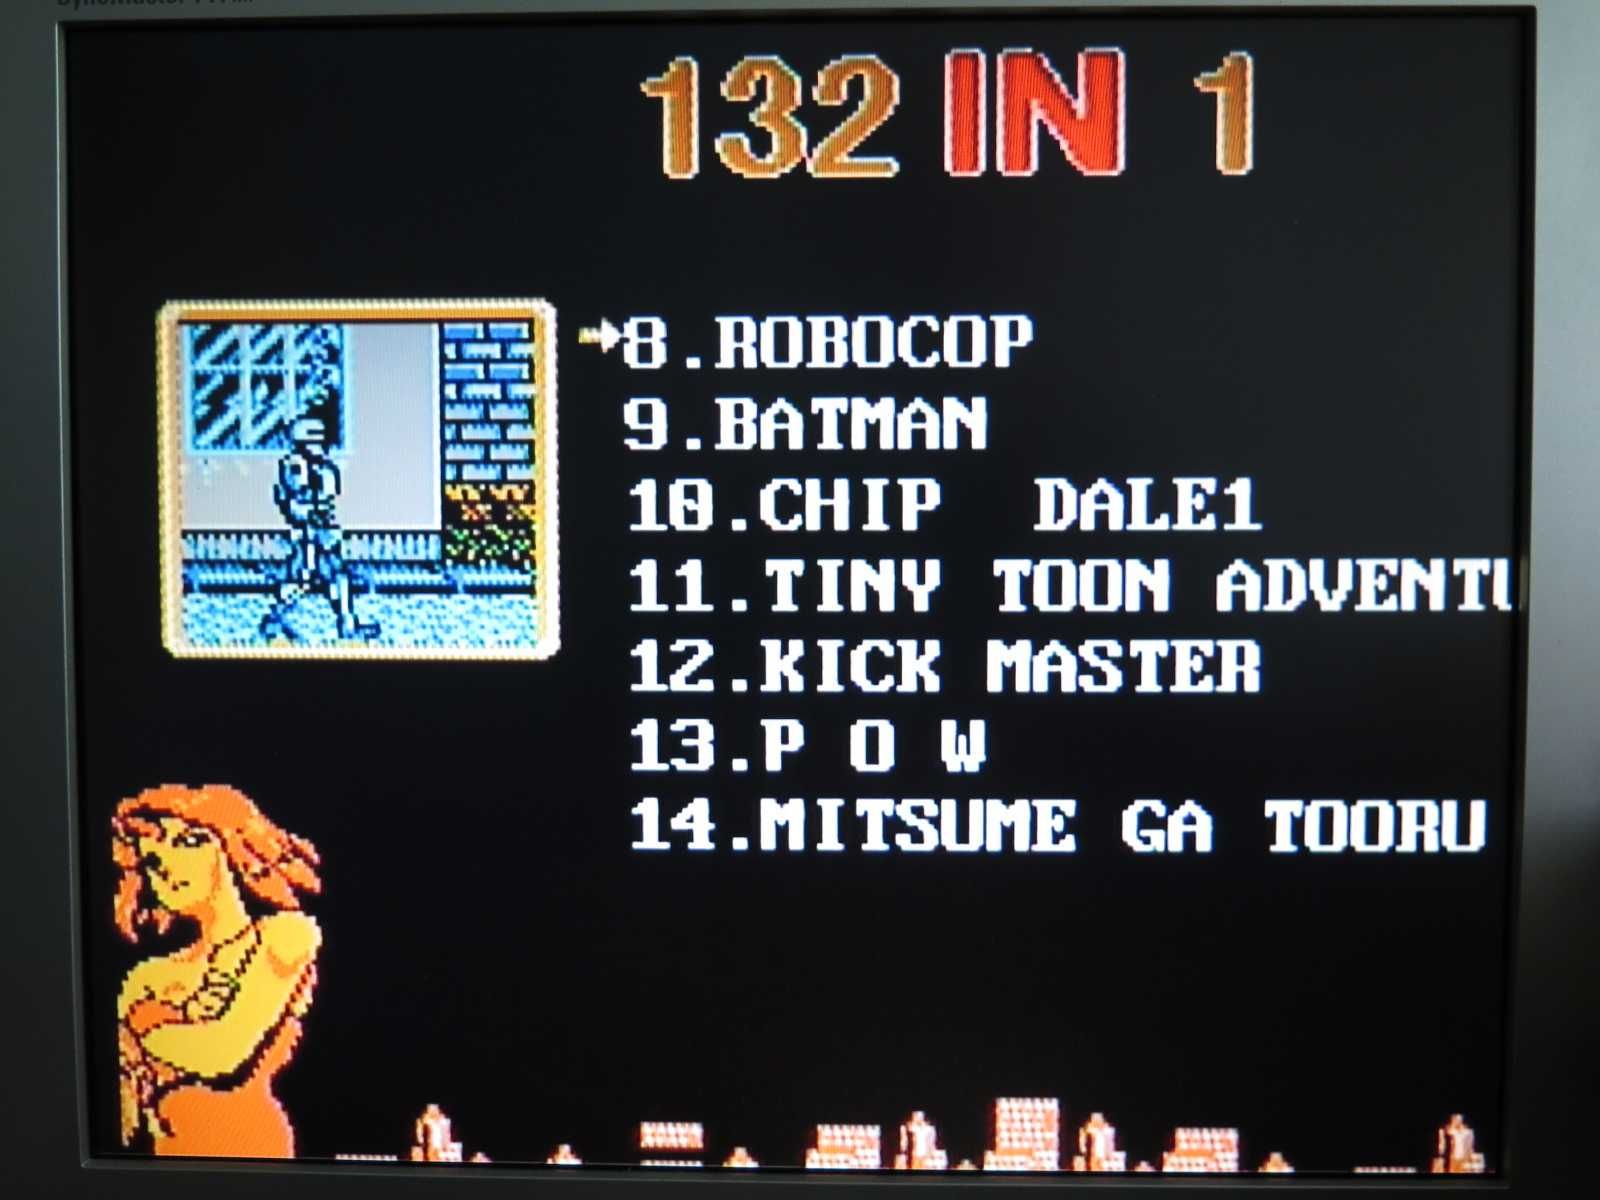 132 IN 1
8.ROBOCOP
9.BATMAN
10.CHIP DALE1
11.TINY TOON ADVENTU
12.KICK MASTER
13.P O W
14.MITSUME GA TOORU